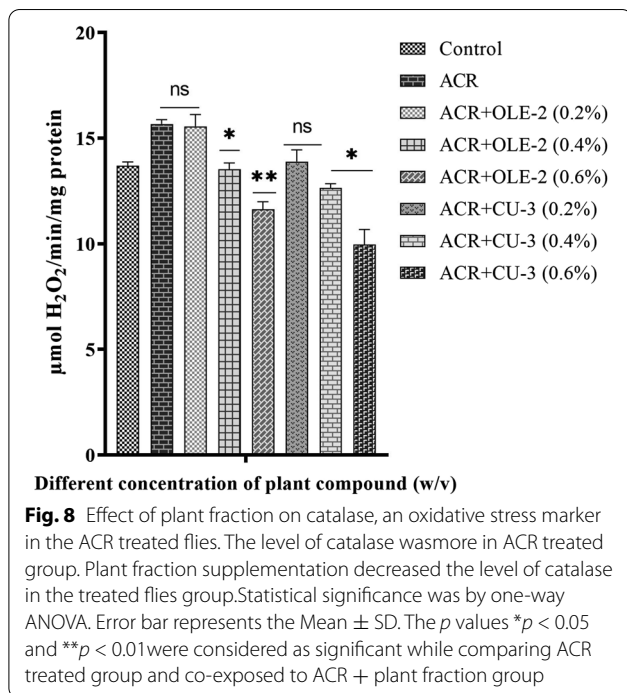 20
15
10
5
0
μmol H₂O₂/min/mg protein
ns
*
**
ns
*
Control
ACR
ACR+OLE-2 (0.2%)
ACR+OLE-2 (0.4%)
ACR+OLE-2 (0.6%)
ACR+CU-3 (0.2%)
ACR+CU-3 (0.4%)
ACR+CU-3 (0.6%)
Different concentration of plant compound (w/v)
Fig. 8 Effect of plant fraction on catalase, an oxidative stress marker
in the ACR treated flies. The level of catalase wasmore in ACR treated
group. Plant fraction supplementation decreased the level of catalase
in the treated flies group.Statistical significance was by one-way
ANOVA. Error bar represents the Mean ± SD. The p values *p < 0.05
and **p < 0.01were considered as significant while comparing ACR
treated group and co-exposed to ACR + plant fraction group